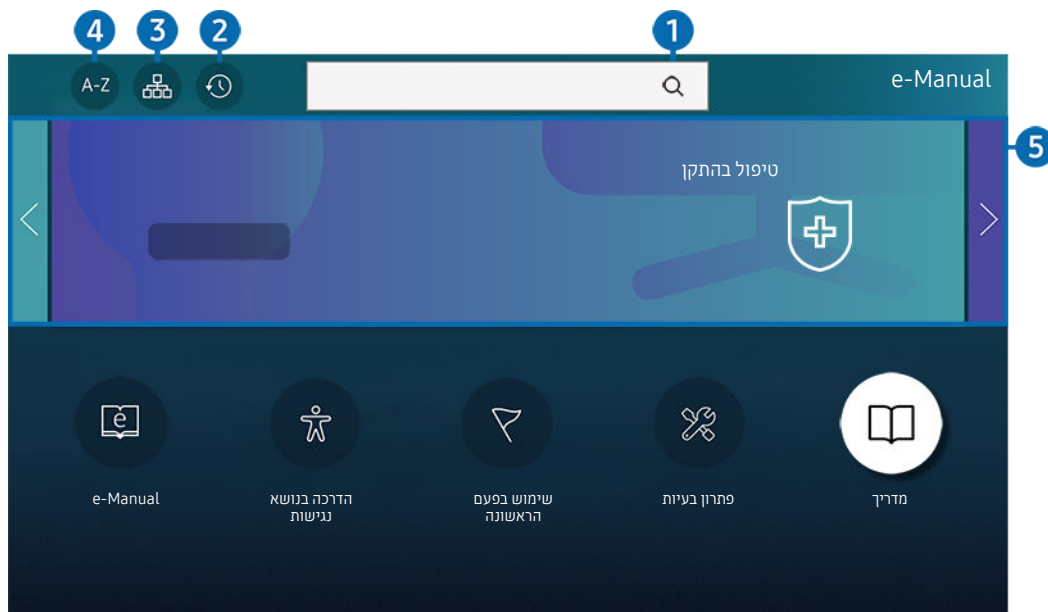 1
2
3
4
e-Manual
A-Z
5
טיפול בהתקן
מדריך
פתרון בעיות
שימוש בפעם
הראשונה
הדרכה בנושא
נגישות
e-Manual